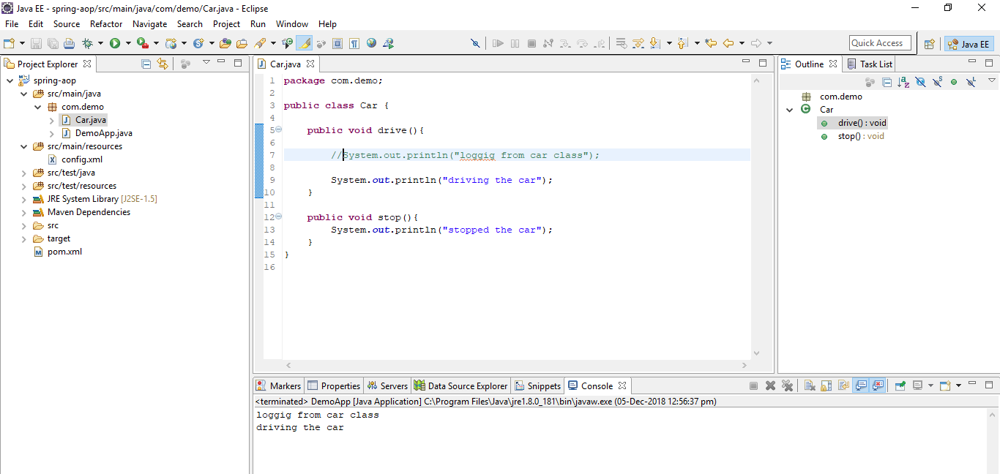 Java EE - spring-aop/src/main/java/com/demo/Car.java - Eclipse
File Edit Source Refactor Navigate Search Project Run Window Help
Quick Access
Java EE
Project Explorer
spring-aop
src/main/java
com.demo
Car.java
DemoApp.java
src/main/resources
config.xml
src/test/java
src/test/resources
JRE System Library [J2SE-1.5]
Maven Dependencies
src
target
pom.xml
Car.java
1 package com.demo;
2
3 public class Car {
4
5 public void drive(){
6
7 //System.out.println("loggig from car class");
8
9 System.out.println("driving the car");
10 }
11
12 public void stop(){
13 System.out.println("stopped the car");
14 }
15 }
16
Outline Task List
com.demo
Car
drive() : void
stop() : void
Markers Properties Servers Data Source Explorer Snippets Console
<terminated> DemoApp [Java Application] C:\Program Files\Java\jre1.8.0_181\bin\javaw.exe (05-Dec-2018 12:56:37 pm)
loggig from car class
driving the car